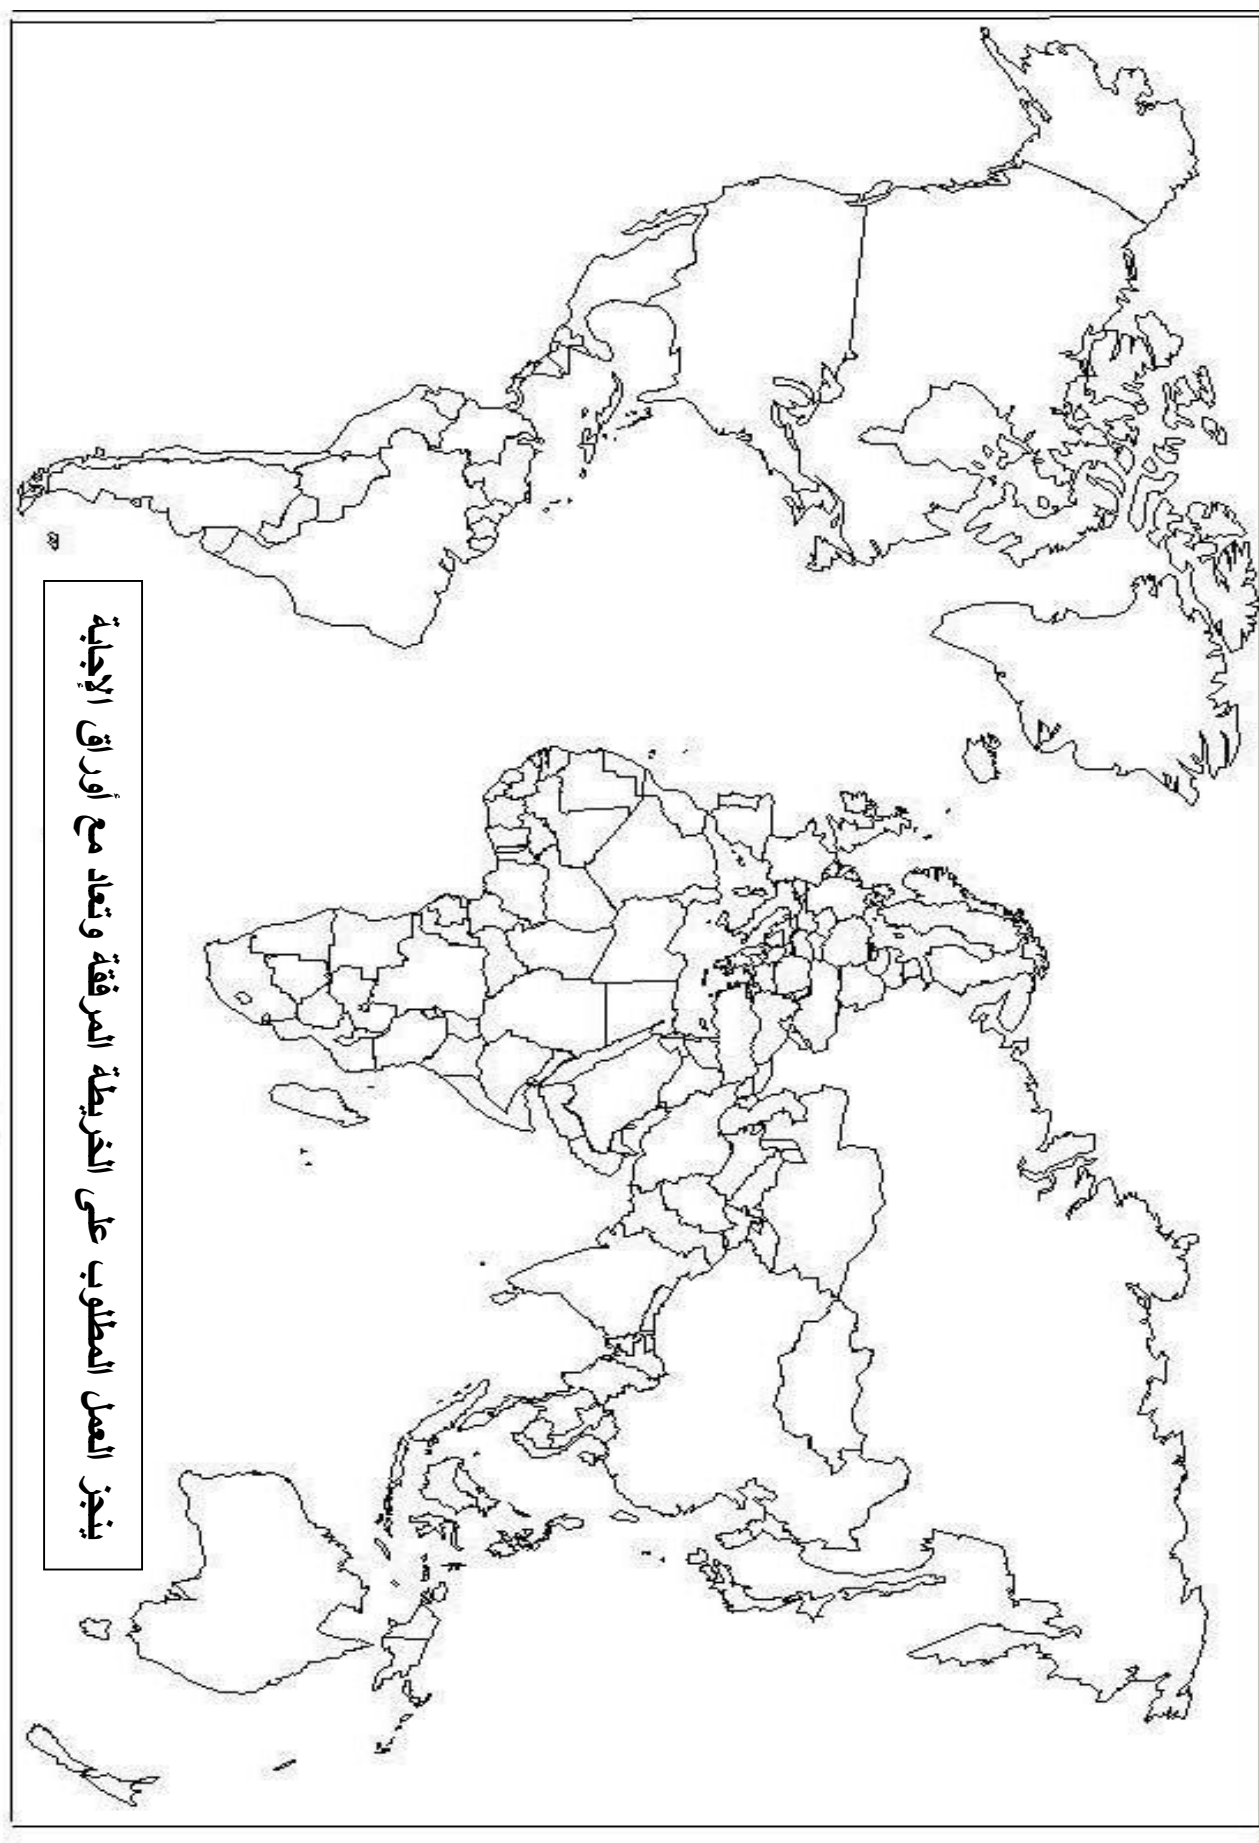 ينجز العمل المطلوب على الخريطة المرفقة وتعاد مع أوراق الإجابة